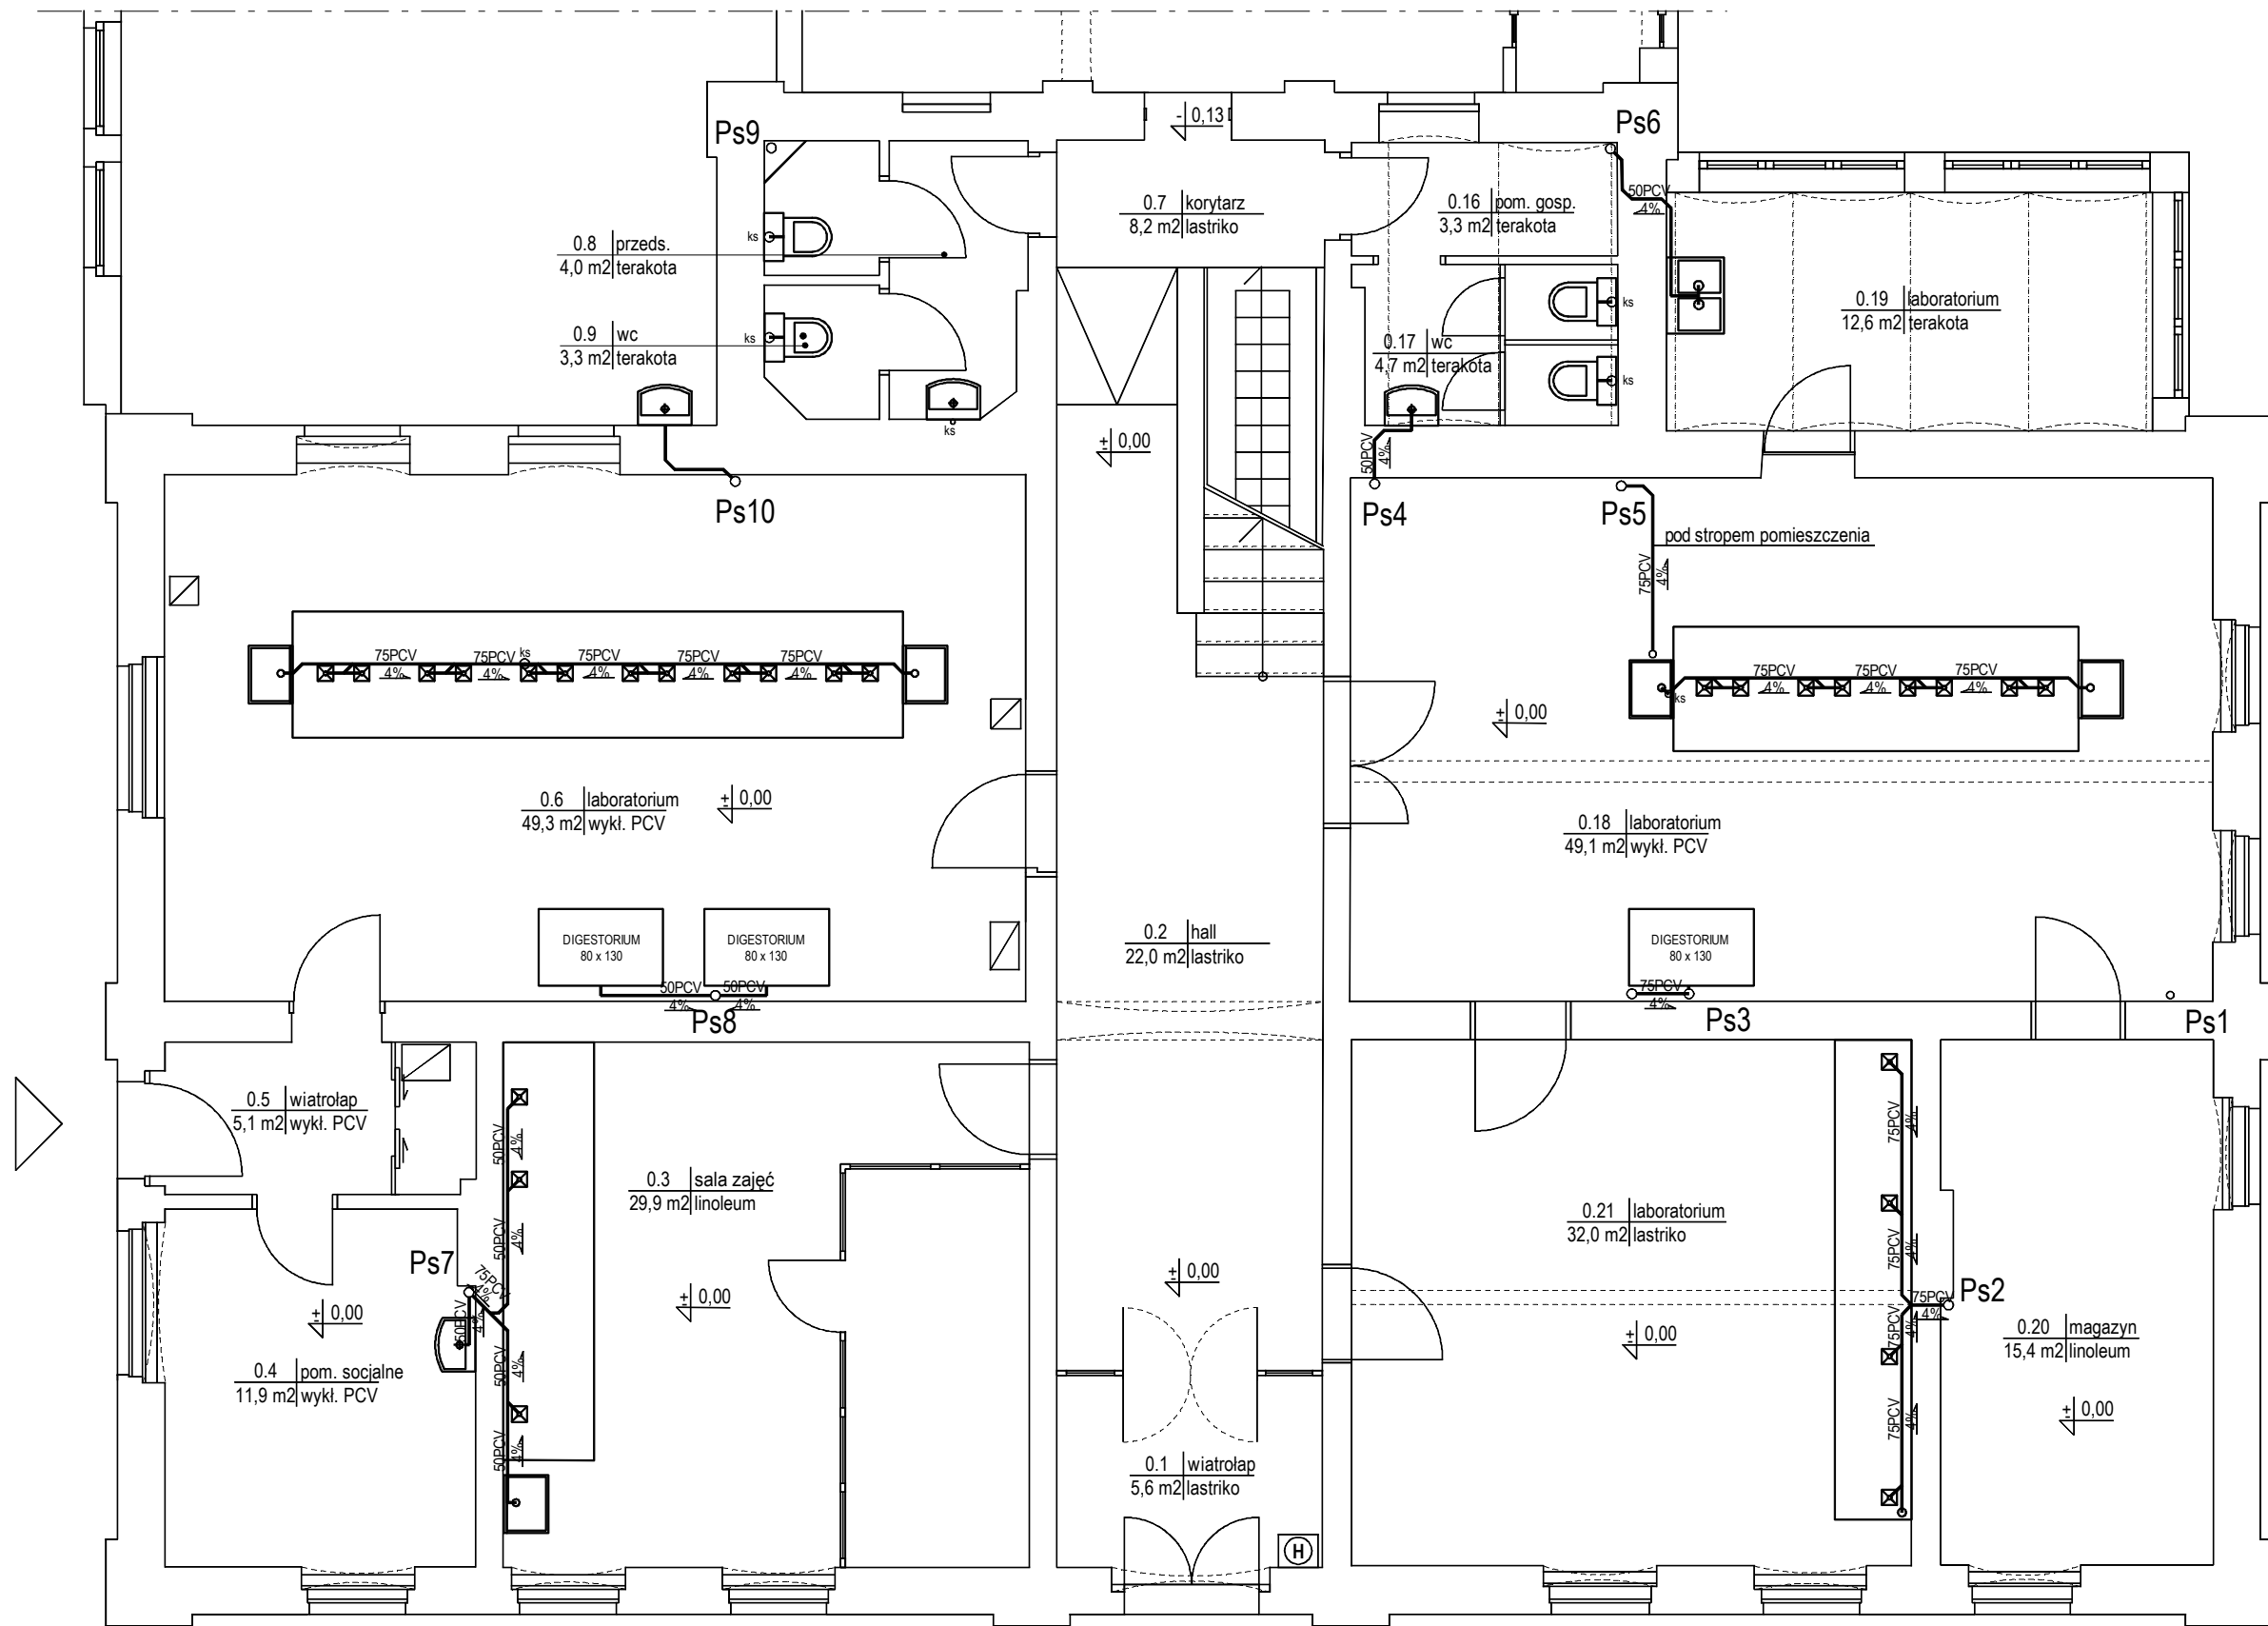 Ps9
- 0,13
Ps6
50PCV
4%
0.7 korytarz
8,2 m2 lastriko
0.16 pom. gosp.
3,3 m2 terakota
ks
0.8 przeds.
4,0 m2 terakota
0.19 laboratorium
12,6 m2 terakota
ks
0.9 wc
3,3 m2 terakota
ks
0.17 wc
4,7 m2 terakota
ks
ks
± 0,00
50PCV
4%
Ps10
Ps4
Ps5
pod stropem pomieszczenia
75PCV
4%
75PCV
4%
75PCV
4%
ks
75PCV
4%
75PCV
4%
75PCV
4%
75PCV
4%
75PCV
4%
75PCV
4%
ks
± 0,00
0.6 laboratorium
49,3 m2 wykł. PCV
± 0,00
0.18 laboratorium
49,1 m2 wykł. PCV
DIGESTORIUM
80 x 130
DIGESTORIUM
80 x 130
0.2 hall
22,0 m2 lastriko
DIGESTORIUM
80 x 130
50PCV
4%
50PCV
4%
75PCV
4%
Ps8
Ps3
Ps1
0.5 wiatrołap
5,1 m2 wykł. PCV
50PCV
4%
75PCV
4%
0.3 sala zajęć
29,9 m2 linoleum
0.21 laboratorium
32,0 m2 lastriko
50PCV
4%
75PCV
4%
Ps7
75PCV
4%
± 0,00
± 0,00
± 0,00
75PCV
4%
Ps2
50PCV
4%
± 0,00
75PCV
4%
0.20 magazyn
15,4 m2 linoleum
0.4 pom. socjalne
11,9 m2 wykł. PCV
50PCV
4%
75PCV
4%
± 0,00
50PCV
4%
0.1 wiatrołap
5,6 m2 lastriko
H